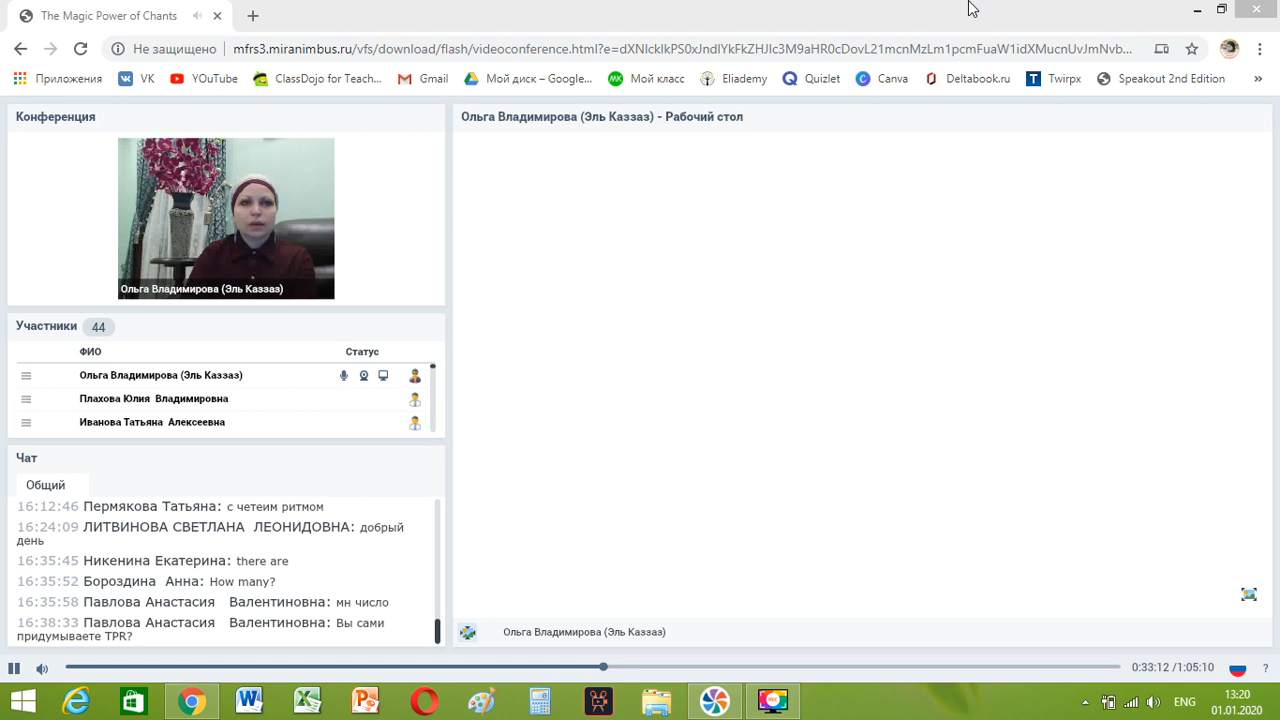 The Magic Power of Chants
Не защищено
mfrs3.miranimbus.ru/vfs/download/flash/videoconference.html?e=
Приложения
VK
YOUTube
ClassDojo for Teach...
Gmail
Мой диск – Google...
Мой класс
Eliademy
Quizlet
Canva
Deltabook.ru
Twirpx
Speakout 2nd Edition
Конференция
Ольга Владимирова (Эль Каззаз)
Участники 44
ФИО Статус
Ольга Владимирова (Эль Каззаз)
Плахова Юлия Владимировна
Иванова Татьяна Алексеевна
Чат
Общий
16:12:46 Пермякова Татьяна: с четеим ритмом
16:24:09 ЛИТВИНОВА СВЕТЛАНА ЛЕОНИДОВНА: добрый
день
16:35:45 Никенина Екатерина: there are
16:35:52 Бороздина Анна: How many?
16:35:58 Павлова Анастасия Валентиновна: мн число
16:38:33 Павлова Анастасия Валентиновна: Вы сами
придумываете TPR?
Ольга Владимирова (Эль Каззаз) - Рабочий стол
Ольга Владимирова (Эль Каззаз)
0:33:12 / 1:05:10
?
ENG
13:20
01.01.2020